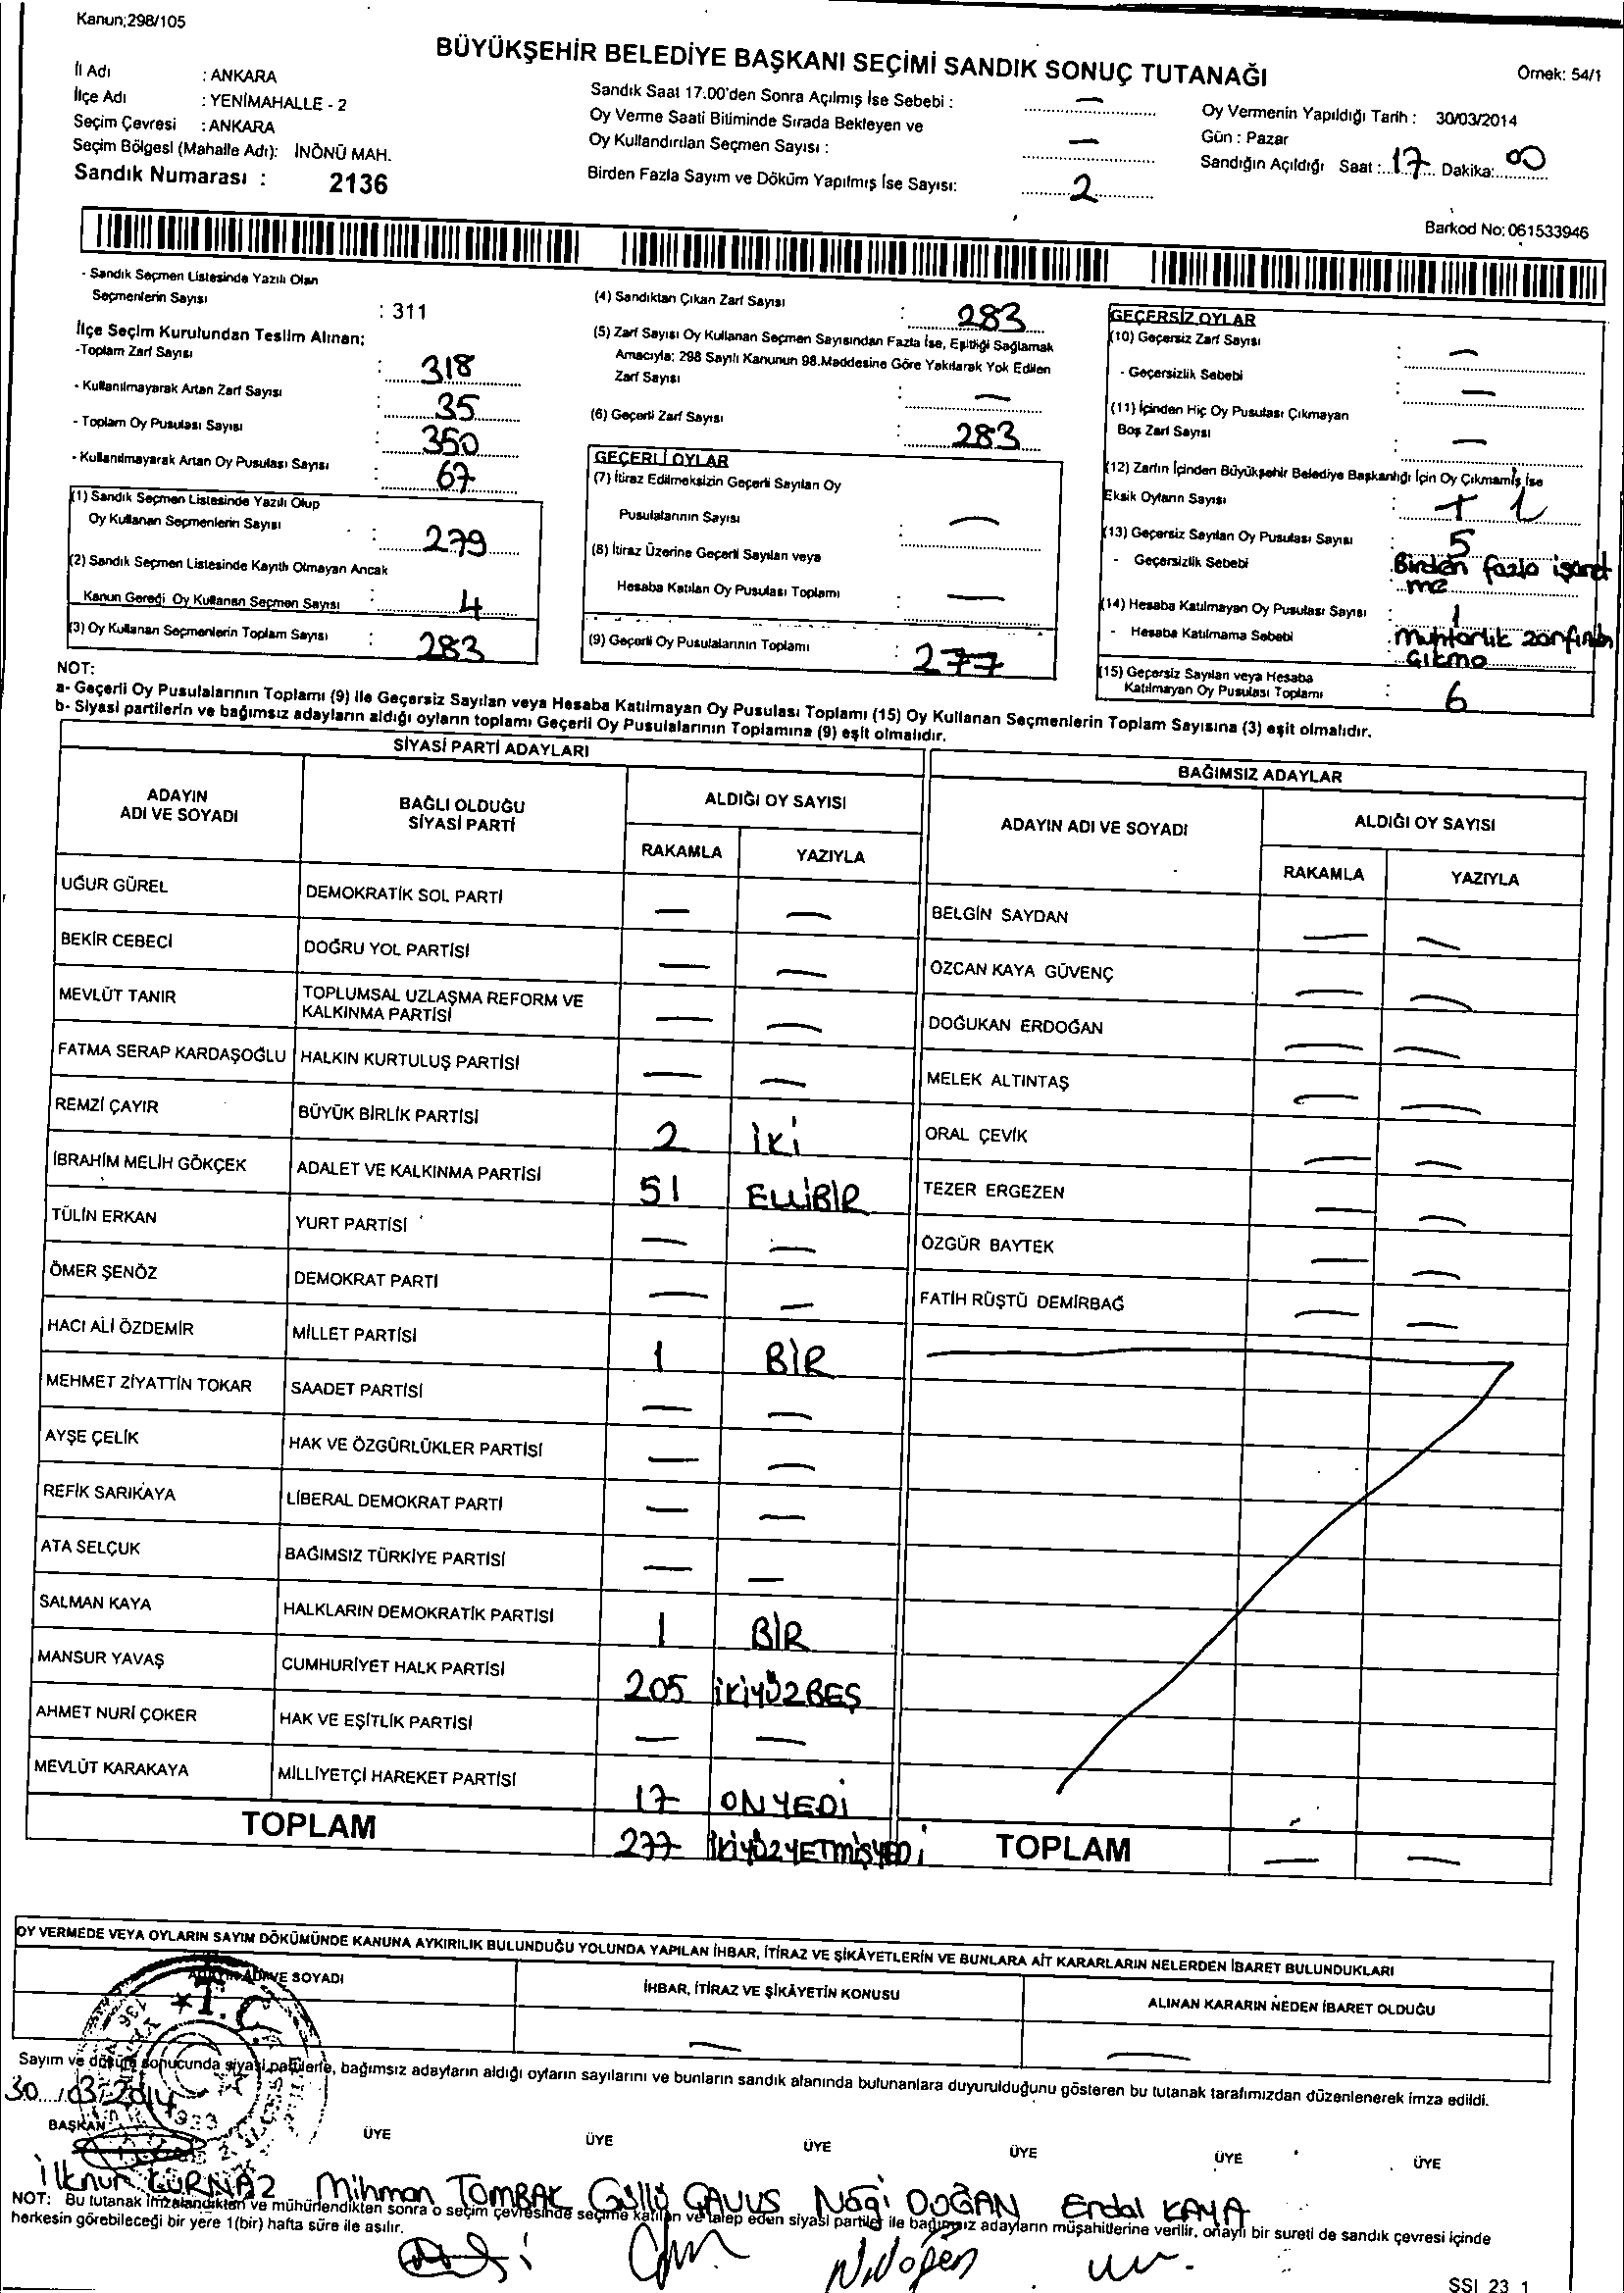 Kanun;298/105
BÜYÜKŞEHİR BELEDİYE BAŞKANI SEÇİMİ SANDIK SONUÇ TUTANAĞI
Örnek: 54/1
İl Adı : ANKARA
İlçe Adı : YENİMAHALLE - 2
Seçim Çevresi : ANKARA
Seçim Bölgesi (Mahalle Adı): İNÖNÜ MAH.
Sandık Numarası : 2136
Sandık Saat 17.00'den Sonra Açılmış İse Sebebi : —
Oy Verme Saati Bitiminde Sırada Bekleyen ve
Oy Kullandırılan Seçmen Sayısı : —
Birden Fazla Sayım ve Döküm Yapılmış İse Sayısı: 2
Oy Vermenin Yapıldığı Tarih : 30/03/2014
Gün : Pazar
Sandığın Açıldığı Saat : 17 Dakika: 00
Barkod No: 061533946
- Sandık Seçmen Listesinde Yazılı Olan
Seçmenlerin Sayısı : 311
İlçe Seçim Kurulundan Teslim Alınan;
-Toplam Zarf Sayısı : 318
- Kullanılmayarak Artan Zarf Sayısı : 35
- Toplam Oy Pusulası Sayısı : 350
- Kullanılmayarak Artan Oy Pusulası Sayısı : 67
(1) Sandık Seçmen Listesinde Yazılı Olup
Oy Kullanan Seçmenlerin Sayısı : 279
(2) Sandık Seçmen Listesinde Kayıtlı Olmayan Ancak
Kanun Gereği Oy Kullanan Seçmen Sayısı : 4
(3) Oy Kullanan Seçmenlerin Toplam Sayısı : 283
(4) Sandıktan Çıkan Zarf Sayısı : 283
(5) Zarf Sayısı Oy Kullanan Seçmen Sayısından Fazla İse, Eşitliği Sağlamak
Amacıyla; 298 Sayılı Kanunun 98.Maddesine Göre Yakılarak Yok Edilen
Zarf Sayısı : —
(6) Geçerli Zarf Sayısı : 283
GEÇERLİ OYLAR
(7) İtiraz Edilmeksizin Geçerli Sayılan Oy
Pusulalarının Sayısı : —
(8) İtiraz Üzerine Geçerli Sayılan veya
Hesaba Katılan Oy Pusulası Toplamı : —
(9) Geçerli Oy Pusulalarının Toplamı : 277
GEÇERSİZ OYLAR
(10) Geçersiz Zarf Sayısı : —
- Geçersizlik Sebebi : —
(11) İçinden Hiç Oy Pusulası Çıkmayan
Boş Zarf Sayısı : —
(12) Zarfın İçinden Büyükşehir Belediye Başkanlığı İçin Oy Çıkmamış İse
Eksik Oyların Sayısı :
(13) Geçersiz Sayılan Oy Pusulası Sayısı : 5
- Geçersizlik Sebebi : Birden fazla işaret
me
(14) Hesaba Katılmayan Oy Pusulası Sayısı : 1
- Hesaba Katılmama Sebebi : muhtarlık zarfından
çıkma
(15) Geçersiz Sayılan veya Hesaba
Katılmayan Oy Pusulası Toplamı : 6
NOT:
a- Geçerli Oy Pusulalarının Toplamı (9) ile Geçersiz Sayılan veya Hesaba Katılmayan Oy Pusulası Toplamı (15) Oy Kullanan Seçmenlerin Toplam Sayısına (3) eşit olmalıdır.
b- Siyasi partilerin ve bağımsız adayların aldığı oyların toplamı Geçerli Oy Pusulalarının Toplamına (9) eşit olmalıdır.
SİYASİ PARTİ ADAYLARI
ADAYIN ADI VE SOYADI BAĞLI OLDUĞU SİYASİ PARTİ ALDIĞI OY SAYISI
RAKAMLA YAZIYLA
UĞUR GÜREL DEMOKRATİK SOL PARTİ — —
BEKİR CEBECİ DOĞRU YOL PARTİSİ — —
MEVLÜT TANIR TOPLUMSAL UZLAŞMA REFORM VE KALKINMA PARTİSİ — —
FATMA SERAP KARDAŞOĞLU HALKIN KURTULUŞ PARTİSİ — —
REMZİ ÇAYIR BÜYÜK BİRLİK PARTİSİ 2 İKİ
İBRAHİM MELİH GÖKÇEK ADALET VE KALKINMA PARTİSİ 51 ELLİBİR
TÜLİN ERKAN YURT PARTİSİ — —
ÖMER ŞENÖZ DEMOKRAT PARTİ — —
HACI ALİ ÖZDEMİR MİLLET PARTİSİ 1 BİR
MEHMET ZİYATTİN TOKAR SAADET PARTİSİ — —
AYŞE ÇELİK HAK VE ÖZGÜRLÜKLER PARTİSİ — —
REFİK SARIKAYA LİBERAL DEMOKRAT PARTİ — —
ATA SELÇUK BAĞIMSIZ TÜRKİYE PARTİSİ — —
SALMAN KAYA HALKLARIN DEMOKRATİK PARTİSİ 1 BİR
MANSUR YAVAŞ CUMHURİYET HALK PARTİSİ 205 İKİYÜZBEŞ
AHMET NURİ ÇOKER HAK VE EŞİTLİK PARTİSİ — —
MEVLÜT KARAKAYA MİLLİYETÇİ HAREKET PARTİSİ 17 ONYEDİ
TOPLAM 277 İKİYÜZYETMİŞYEDİ
BAĞIMSIZ ADAYLAR
ADAYIN ADI VE SOYADI ALDIĞI OY SAYISI
RAKAMLA YAZIYLA
BELGİN SAYDAN — —
ÖZCAN KAYA GÜVENÇ — —
DOĞUKAN ERDOĞAN — —
MELEK ALTINTAŞ — —
ORAL ÇEVİK — —
TEZER ERGEZEN — —
ÖZGÜR BAYTEK — —
FATİH RÜŞTÜ DEMİRBAĞ — —
TOPLAM — —
OY VERMEDE VEYA OYLARIN SAYIM DÖKÜMÜNDE KANUNA AYKIRILIK BULUNDUĞU YOLUNDA YAPILAN İHBAR, İTİRAZ VE ŞİKÂYETLERİN VE BUNLARA AİT KARARLARIN NELERDEN İBARET BULUNDUKLARI
ADAYIN ADI VE SOYADI İHBAR, İTİRAZ VE ŞİKÂYETİN KONUSU ALINAN KARARIN NEDEN İBARET OLDUĞU
— —
T.C.
Sayım ve döküm sonucunda siyasi partilerle, bağımsız adayların aldığı oyların sayılarını ve bunların sandık alanında bulunanlara duyurulduğunu gösteren bu tutanak tarafımızdan düzenlenerek imza edildi.
30/03/2014
BAŞKAN ÜYE ÜYE ÜYE ÜYE ÜYE ÜYE
İlknur GÜRNAZ Mihman TOMBAK Güllü ÇAVUŞ Nagi DOĞAN Erdal KAYA
NOT: Bu tutanak imzalandıktan ve mühürlendikten sonra o seçim çevresinde seçime katılan ve talep eden siyasi partiler ile bağımsız adayların müşahitlerine verilir, onaylı bir sureti de sandık çevresi içinde
herkesin görebileceği bir yere 1(bir) hafta süre ile asılır.
N.Doğan
SSI 23 1